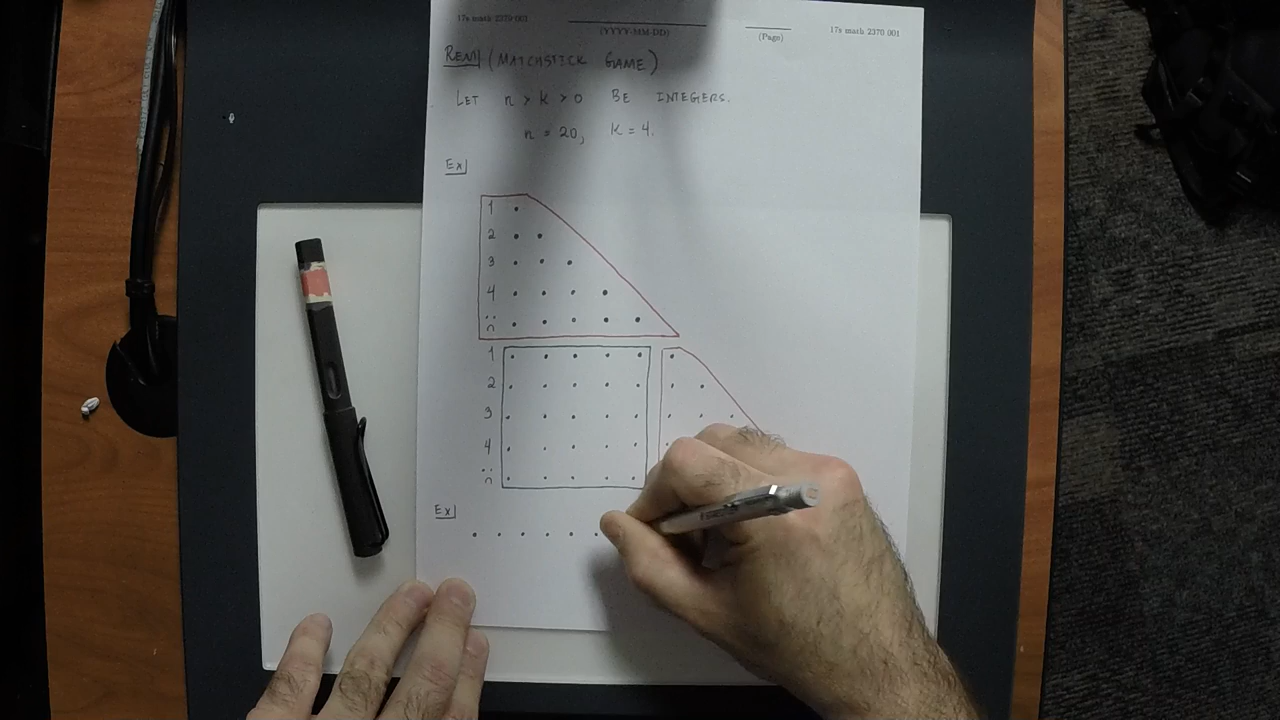 17s math 2370 001 (YYYY-MM-DD) (Page) 17s math 2370 001
REM (MATCHSTICK GAME)
LET n > k > 0 BE INTEGERS.
n = 20, k = 4.
Ex
1
2
3
4
n
1
2
3
4
n
Ex